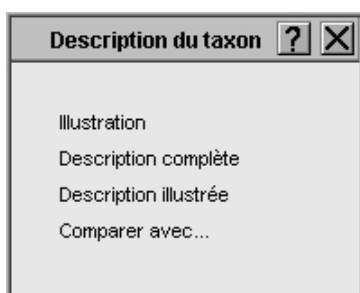 Description du taxon ?
Illustration
Description complète
Description illustrée
Comparer avec...